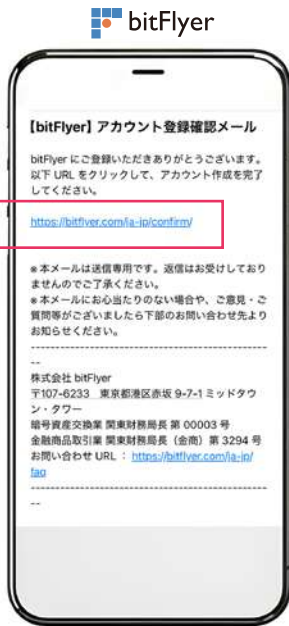 bitFlyer
【bitFlyer】アカウント登録確認メール
bitFlyer にご登録いただきありがとうございます。
以下 URL をクリックして、アカウント作成を完了
してください。
https://bitflyer.com/ja-jp/confirm/
※本メールは送信専用です。返信はお受けしており
ませんのでご了承ください。
※本メールにお心当たりのない場合や、ご意見・ご
質問等がございましたら下部のお問い合わせ先より
お知らせください。
--------------------------------------------------
--
株式会社 bitFlyer
〒107-6233　東京都港区赤坂 9-7-1 ミッドタウ
ン・タワー
暗号資産交換業 関東財務局長 第 00003 号
金融商品取引業 関東財務局長（金商）第 3294 号
お問い合わせ URL ： https://bitflyer.com/ja-jp/
faq
--------------------------------------------------
--